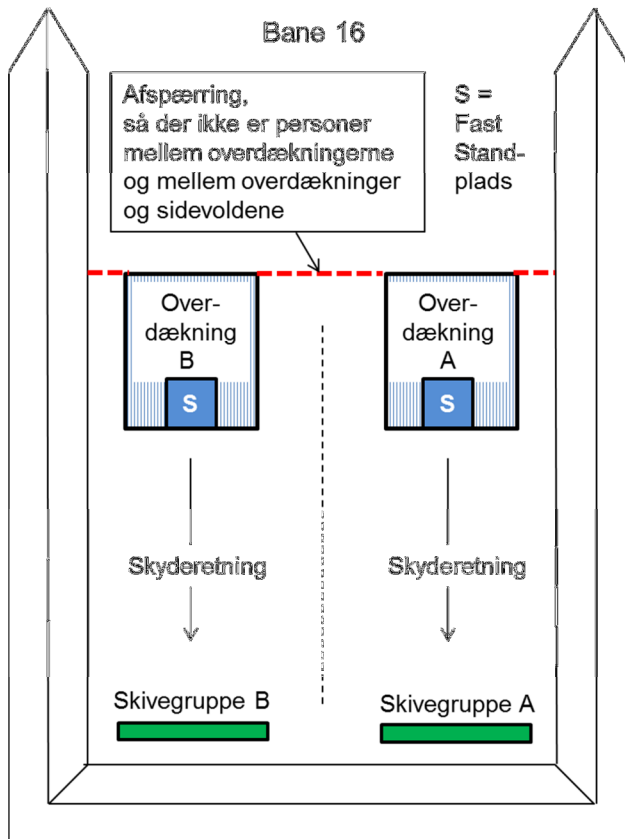 Bane 16
Afspærring,
så der ikke er personer
mellem overdækningerne
og mellem overdækninger
og sidevoldene
S =
Fast
Stand-
plads
Over-
dækning
B
S
Over-
dækning
A
S
Skyderetning
Skyderetning
Skivegruppe B
Skivegruppe A